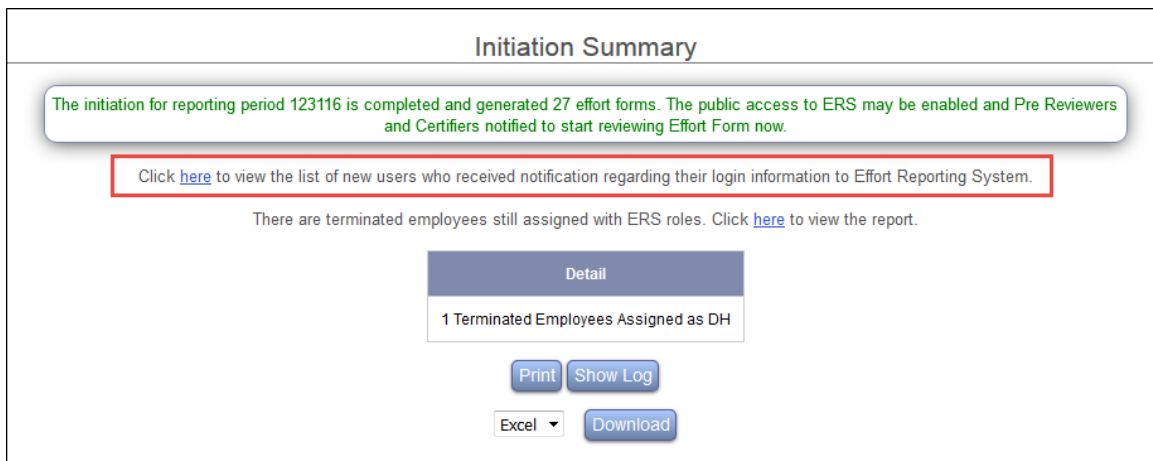 Initiation Summary
The initiation for reporting period 123116 is completed and generated 27 effort forms. The public access to ERS may be enabled and Pre Reviewers
and Certifiers notified to start reviewing Effort Form now.
Click here to view the list of new users who received notification regarding their login information to Effort Reporting System.
There are terminated employees still assigned with ERS roles. Click here to view the report.
Detail
1 Terminated Employees Assigned as DH
Print Show Log
Excel Download